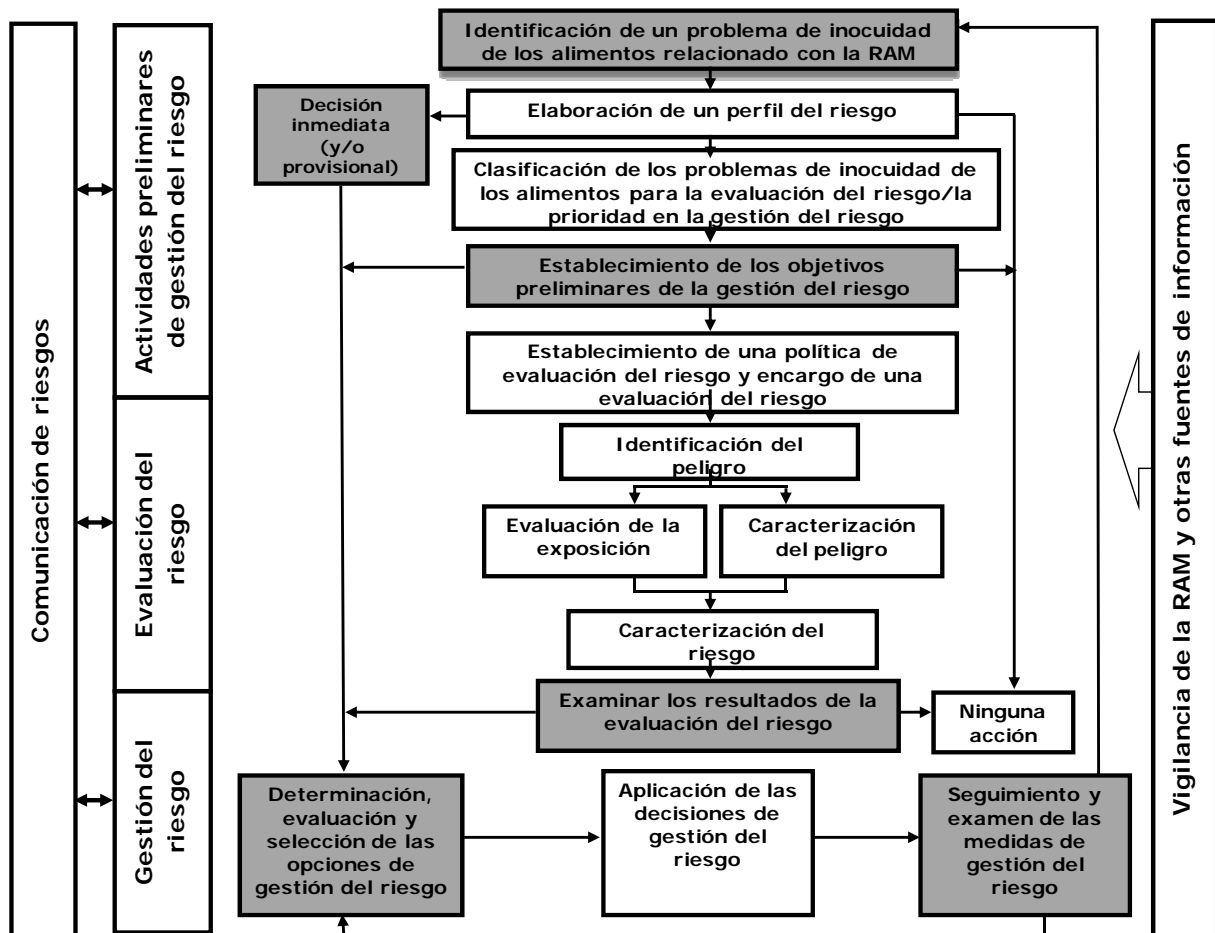 Comunicación de riesgos
Actividades preliminares
de gestión del riesgo
Evaluación del
riesgo
Gestión del
riesgo
Identificación de un problema de inocuidad
de los alimentos relacionado con la RAM
Decisión
inmediata
(y/o
provisional)
Elaboración de un perfil del riesgo
Clasificación de los problemas de inocuidad de
los alimentos para la evaluación del riesgo/la
prioridad en la gestión del riesgo
Establecimiento de los objetivos
preliminares de la gestión del riesgo
Establecimiento de una política de
evaluación del riesgo y encargo de una
evaluación del riesgo
Identificación del
peligro
Evaluación de la
exposición
Caracterización
del peligro
Caracterización del
riesgo
Examinar los resultados de la
evaluación del riesgo
Ninguna
acción
Determinación,
evaluación y
selección de las
opciones de
gestión del riesgo
Aplicación de las
decisiones de
gestión del
riesgo
Seguimiento y
examen de las
medidas de
gestión del
riesgo
Vigilancia de la RAM y otras fuentes de información